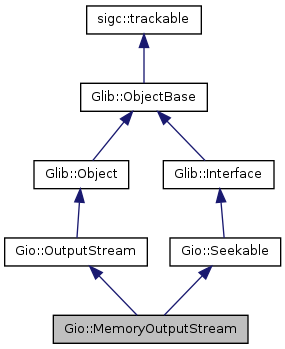 sigc::trackable
Glib::ObjectBase
Glib::Object
Glib::Interface
Gio::OutputStream
Gio::Seekable
Gio::MemoryOutputStream